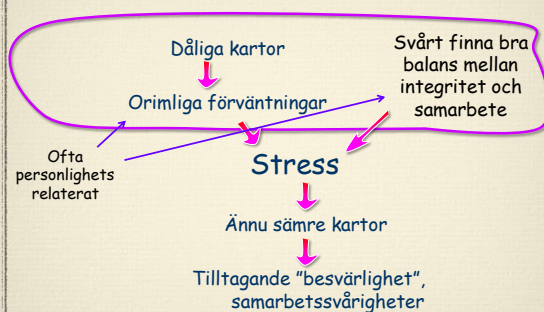 Dåliga kartor
Orimliga förväntningar
Svårt finna bra
balans mellan
integritet och
samarbete
Ofta
personlighets
relaterat
Stress
Ännu sämre kartor
Tilltagande "besvärlighet",
samarbetssvårigheter